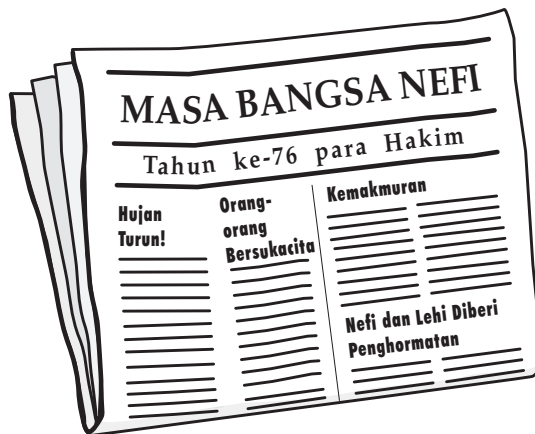 MASA BANGSA NEFI
Tahun ke-76 para Hakim
Hujan
Turun!
Orang-
orang
Bersukacita
Kemakmuran
Nefi dan Lehi Diberi
Penghormatan